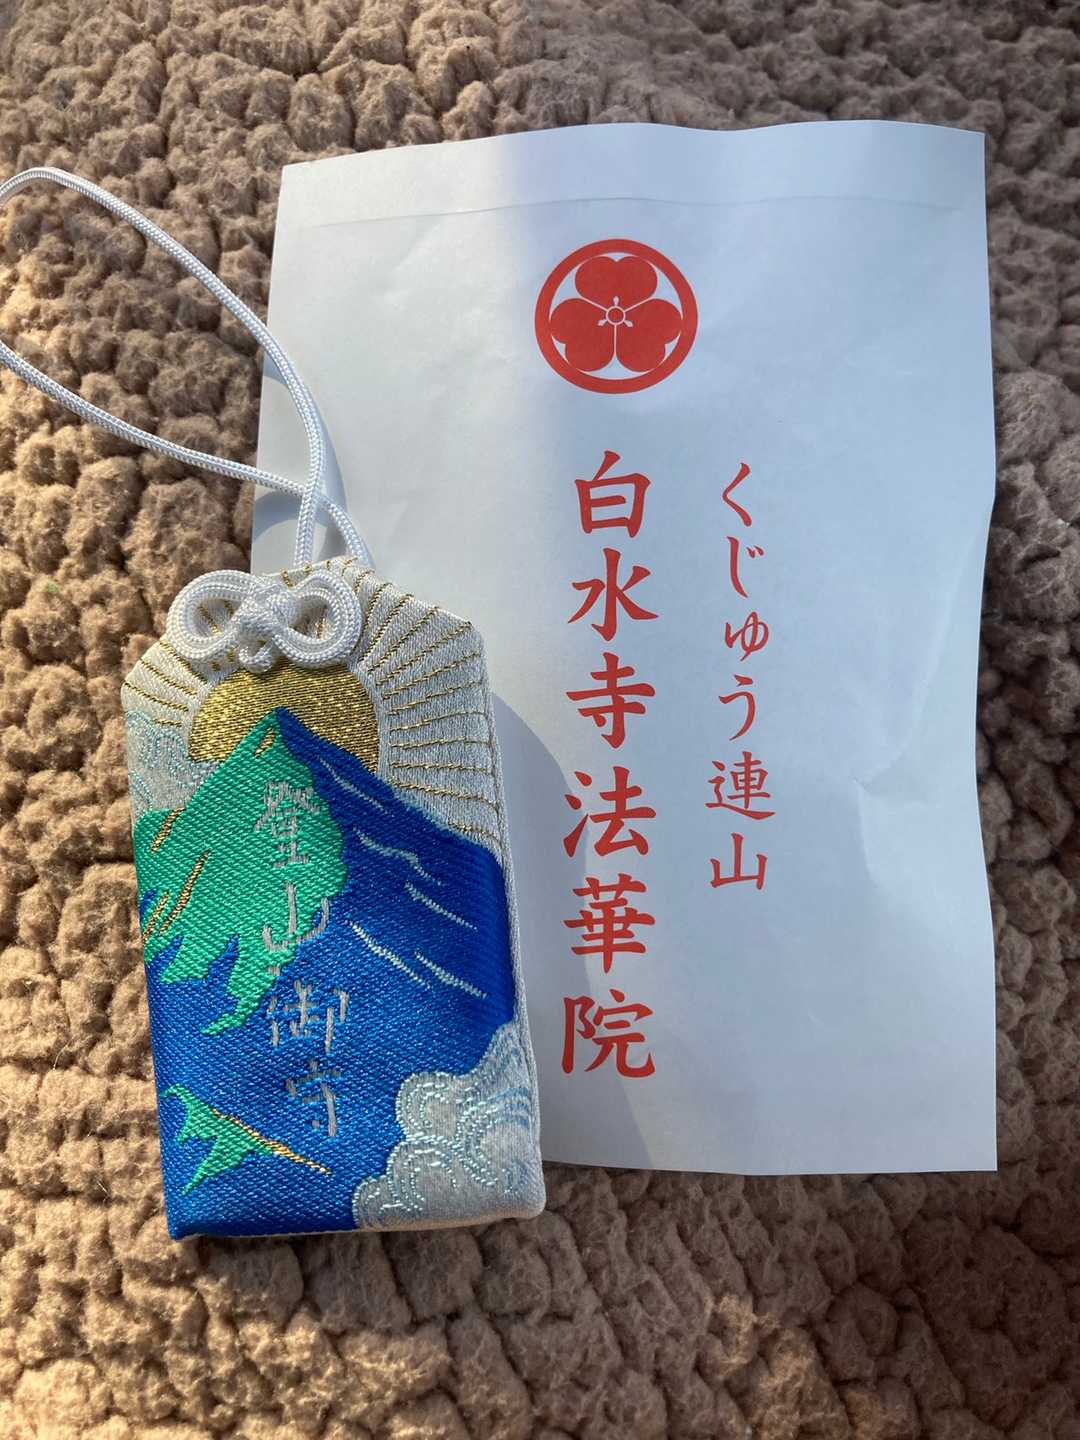 くじゅう連山
白水寺法華院
登山御守